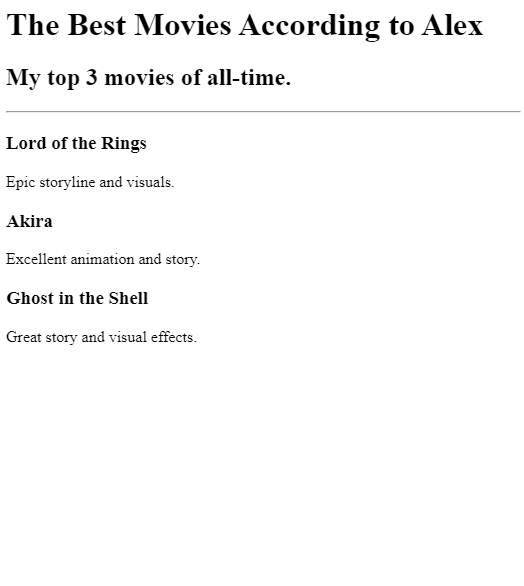 The Best Movies According to Alex
My top 3 movies of all-time.
Lord of the Rings
Epic storyline and visuals.
Akira
Excellent animation and story.
Ghost in the Shell
Great story and visual effects.